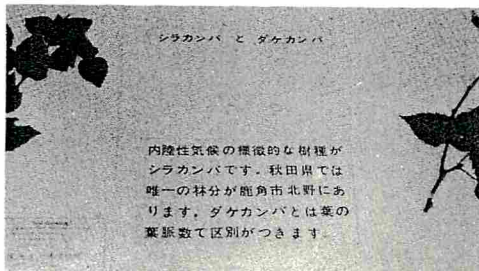 シラカンバ と ダケカンバ
内陸性気候の標徴的な樹種が
シラカンバです。秋田県では
唯一の林分が鹿角市北野にあ
ります。ダケカンバとは葉の
葉脈数で区別がつきます。